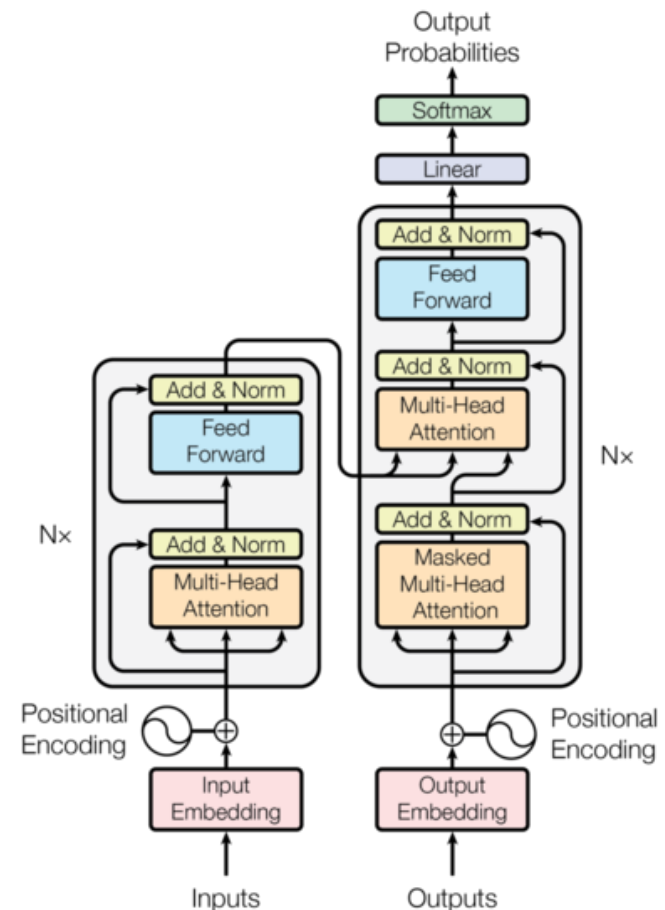 Output
Probabilities
Softmax
Linear
Add & Norm
Feed
Forward
Add & Norm
Multi-Head
Attention
Nx
Add & Norm
Masked
Multi-Head
Attention
Add & Norm
Feed
Forward
Nx
Add & Norm
Multi-Head
Attention
Positional
Encoding
Positional
Encoding
Input
Embedding
Output
Embedding
Inputs
Outputs